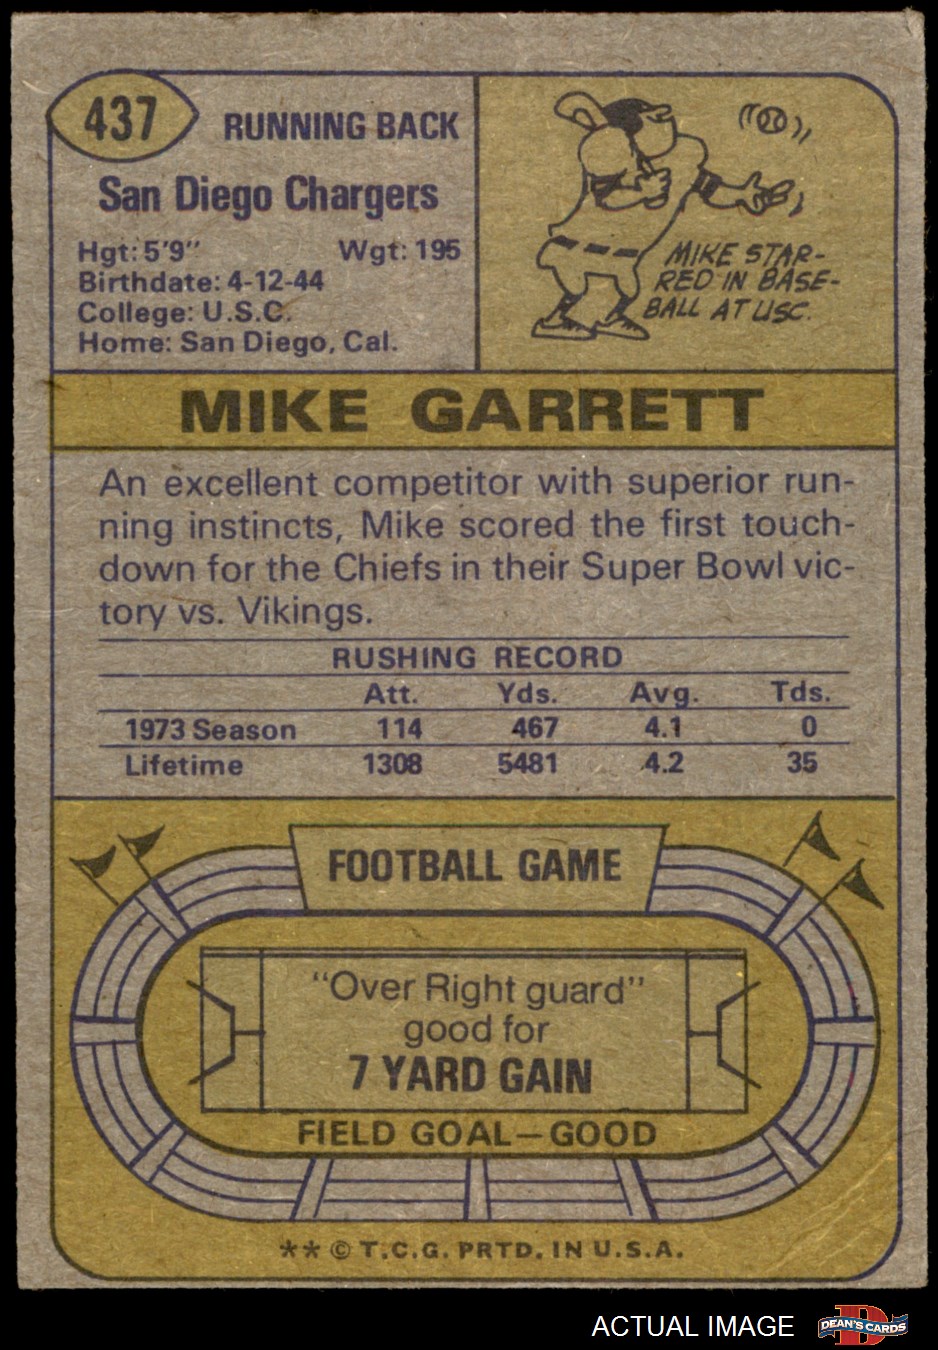 437
RUNNING BACK
San Diego Chargers
Hgt: 5'9" Wgt: 195
Birthdate: 4-12-44
College: U.S.C.
Home: San Diego, Cal.
MIKE STAR-
RED IN BASE-
BALL AT USC.
MIKE GARRETT
An excellent competitor with superior run-
ning instincts, Mike scored the first touch-
down for the Chiefs in their Super Bowl vic-
tory vs. Vikings.
RUSHING RECORD
Att. Yds. Avg. Tds.
1973 Season 114 467 4.1 0
Lifetime 1308 5481 4.2 35
FOOTBALL GAME
"Over Right guard"
good for
7 YARD GAIN
FIELD GOAL—GOOD
** © T.C.G. PRTD. IN U.S.A.
ACTUAL IMAGE
DEAN'S CARDS